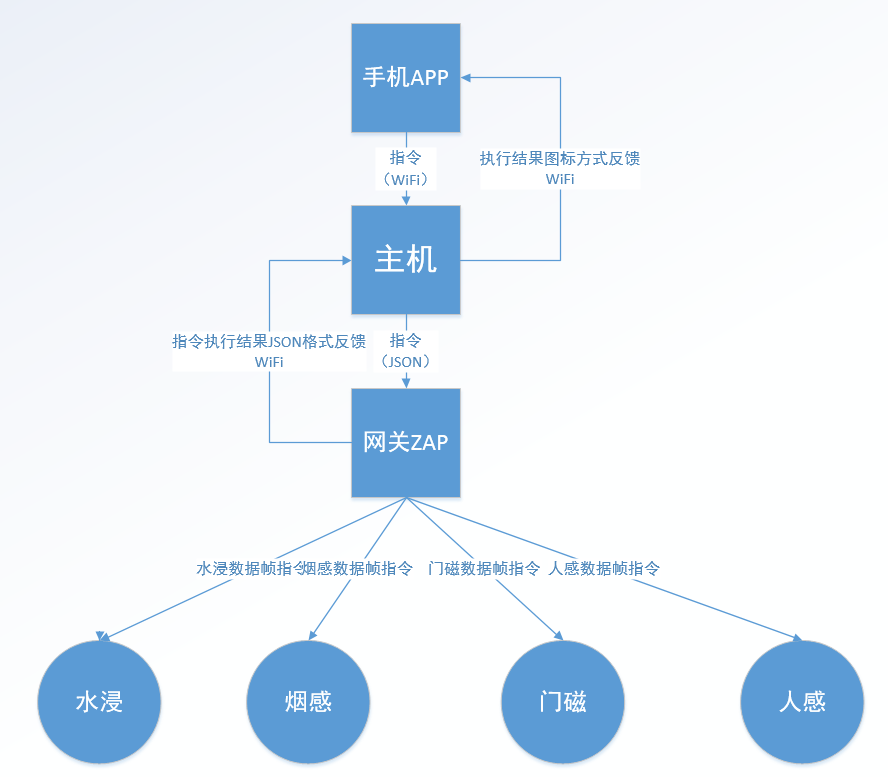 手机APP
指令
（WiFi）
执行结果图标方式反馈
WiFi
主机
指令执行结果JSON格式反馈
WiFi
指令
（JSON）
网关ZAP
水浸数据帧指令
烟感数据帧指令
门磁数据帧指令
人感数据帧指令
水浸
烟感
门磁
人感